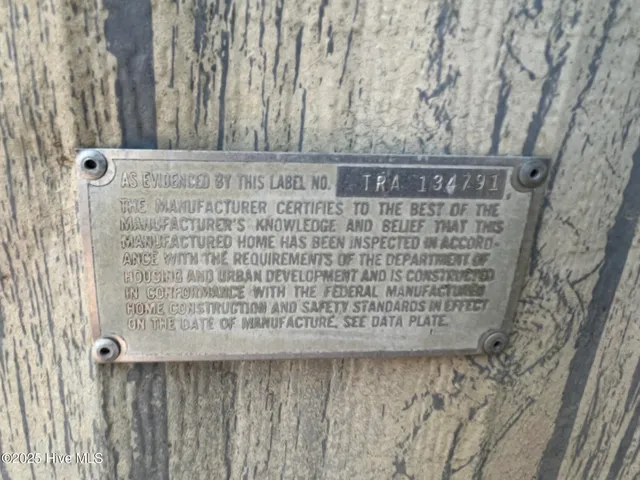 AS EVIDENCED BY THIS LABEL NO. TRA 134791
THE MANUFACTURER CERTIFIES TO THE BEST OF THE
MANUFACTURER'S KNOWLEDGE AND BELIEF THAT THIS
MANUFACTURED HOME HAS BEEN INSPECTED IN ACCORD-
ANCE WITH THE REQUIREMENTS OF THE DEPARTMENT OF
HOUSING AND URBAN DEVELOPMENT AND IS CONSTRUCTED
IN CONFORMANCE WITH THE FEDERAL MANUFACTURED
HOME CONSTRUCTION AND SAFETY STANDARDS IN EFFECT
ON THE DATE OF MANUFACTURE. SEE DATA PLATE.
©2025 Hive MLS